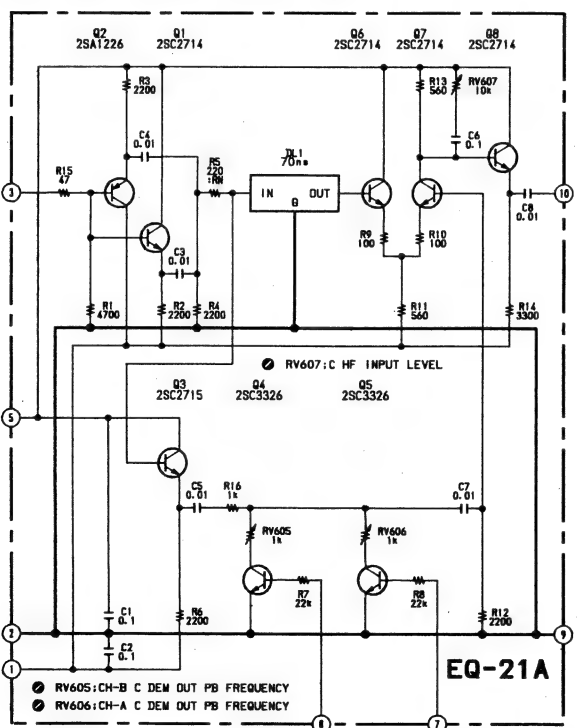 Q2
2SA1226
Q1
2SC2714
Q6
2SC2714
Q7
2SC2714
Q8
2SC2714
R3
2200
C4
0.01
R5
220
:RN
DL1
70ns
IN
OUT
G
R13
560
RV607
10k
C6
0.1
R15
47
3
10
C8
0.01
R9
100
R10
100
C3
0.01
R1
4700
R2
2200
R4
2200
R11
560
R14
3300
RV607;C HF INPUT LEVEL
Q3
2SC2715
Q4
2SC3326
Q5
2SC3326
5
C5
0.01
R16
1k
C7
0.01
RV605
1k
RV606
1k
R7
22k
R8
22k
C1
0.1
R6
2200
R12
2200
2
9
C2
0.1
1
EQ-21A
RV605;CH-B C DEM OUT PB FREQUENCY
RV606;CH-A C DEM OUT PB FREQUENCY
7